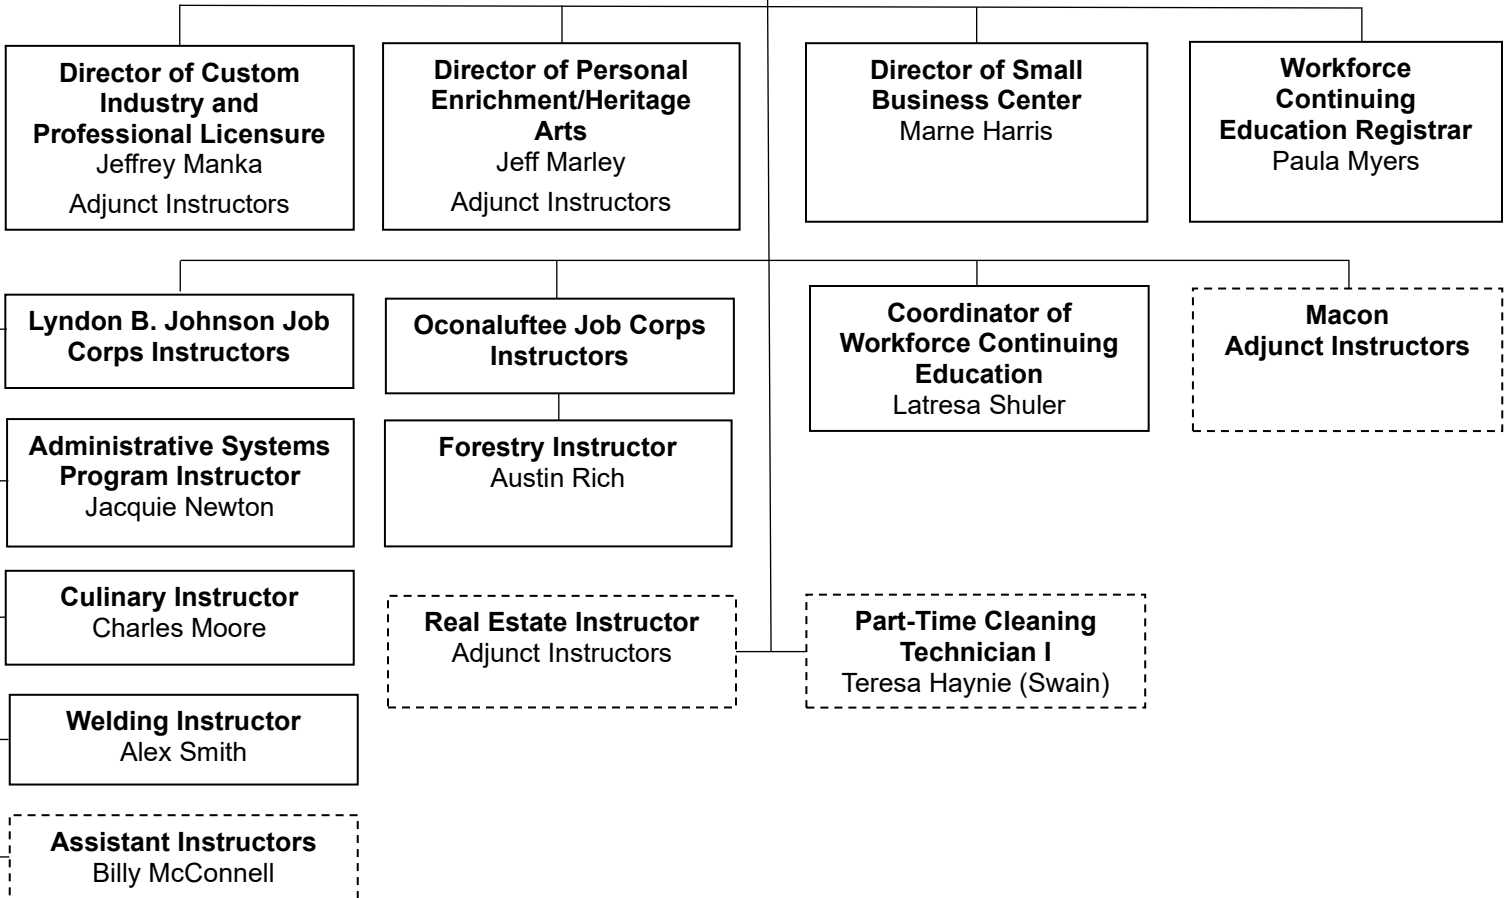 Director of Custom
Industry and
Professional Licensure
Jeffrey Manka
Adjunct Instructors
Director of Personal
Enrichment/Heritage
Arts
Jeff Marley
Adjunct Instructors
Director of Small
Business Center
Marne Harris
Workforce
Continuing
Education Registrar
Paula Myers
Lyndon B. Johnson Job
Corps Instructors
Oconaluftee Job Corps
Instructors
Coordinator of
Workforce Continuing
Education
Latresa Shuler
Macon
Adjunct Instructors
Administrative Systems
Program Instructor
Jacquie Newton
Forestry Instructor
Austin Rich
Culinary Instructor
Charles Moore
Real Estate Instructor
Adjunct Instructors
Part-Time Cleaning
Technician I
Teresa Haynie (Swain)
Welding Instructor
Alex Smith
Assistant Instructors
Billy McConnell